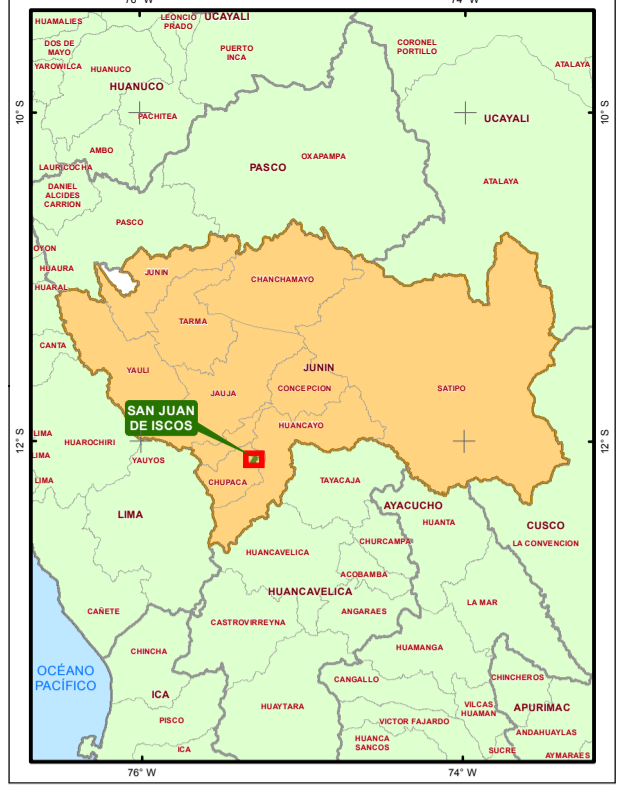 76° W
74° W
HUAMALIES
LEONCIO
PRADO
UCAYALI
DOS DE
MAYO
PUERTO
INCA
CORONEL
PORTILLO
YAROWILCA
HUANUCO
ATALAYA
HUANUCO
10° S
10° S
PACHITEA
UCAYALI
AMBO
LAURICOCHA
PASCO
OXAPAMPA
DANIEL
ALCIDES
CARRION
ATALAYA
PASCO
OYON
HUAURA
JUNIN
CHANCHAMAYO
HUARAL
TARMA
CANTA
YAULI
JUNIN
JAUJA
CONCEPCION
SATIPO
SAN JUAN
DE ISCOS
HUANCAYO
LIMA
HUAROCHIRI
12° S
12° S
LIMA
YAUYOS
LIMA
CHUPACA
TAYACAJA
AYACUCHO
LIMA
HUANTA
CUSCO
CHURCAMPA
LA CONVENCION
HUANCAVELICA
ACOBAMBA
HUANCAVELICA
LA MAR
CAÑETE
ANGARAES
CASTROVIRREYNA
HUAMANGA
CHINCHA
OCÉANO
PACÍFICO
CANGALLO
CHINCHEROS
ICA
HUAYTARA
VILCAS
HUAMAN
APURIMAC
PISCO
VICTOR FAJARDO
ANDAHUAYLAS
HUANCA
SANCOS
ICA
SUCRE
AYMARAES
76° W
74° W